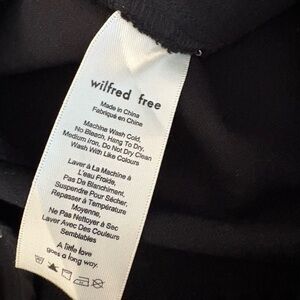 wilfred free
Made in China
Fabriqué en Chine
Machine Wash Cold,
No Bleach, Hang To Dry,
Medium Iron, Do Not Dry Clean
Wash With Like Colours
Laver à La Machine à
L'eau Froide,
Pas De Blanchiment,
Suspendre Pour Sécher,
Repasser à Température
Moyenne,
Ne Pas Nettoyer à Sec
Laver Avec Des Couleurs
Semblables
A little love
goes a long way.